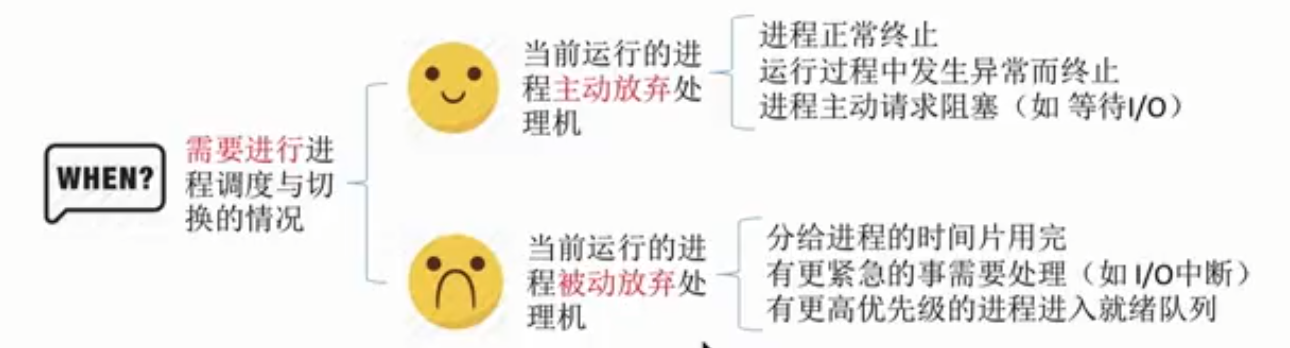 WHEN?
需要进行进
程调度与切
换的情况
当前运行的进
程主动放弃处
理机
进程正常终止
运行过程中发生异常而终止
进程主动请求阻塞（如 等待I/O）
当前运行的进
程被动放弃处
理机
分给进程的时间片用完
有更紧急的事需要处理（如 I/O中断）
有更高优先级的进程进入就绪队列